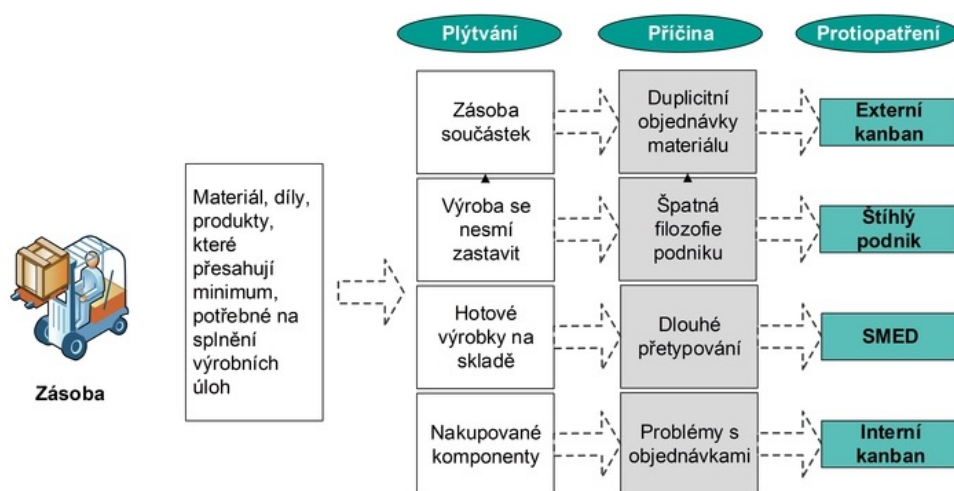 Plýtvání
Příčina
Protiopatření
Zásoba
součástek
Duplicitní
objednávky
materiálu
Externí
kanban
Materiál, díly,
produkty,
které
přesahují
minimum,
potřebné na
splnění
výrobních
úloh
Zásoba
Výroba se
nesmí
zastavit
Špatná
filozofie
podniku
Štíhlý
podnik
Hotové
výrobky na
skladě
Dlouhé
přetypování
SMED
Nakupované
komponenty
Problémy s
objednávkami
Interní
kanban